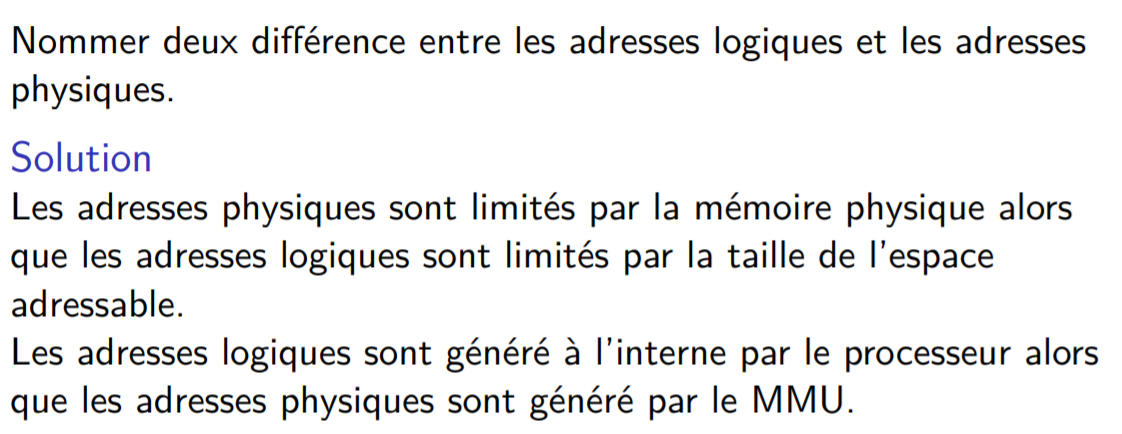 Nommer deux différence entre les adresses logiques et les adresses
physiques.
Solution
Les adresses physiques sont limités par la mémoire physique alors
que les adresses logiques sont limités par la taille de l'espace
adressable.
Les adresses logiques sont généré à l'interne par le processeur alors
que les adresses physiques sont généré par le MMU.